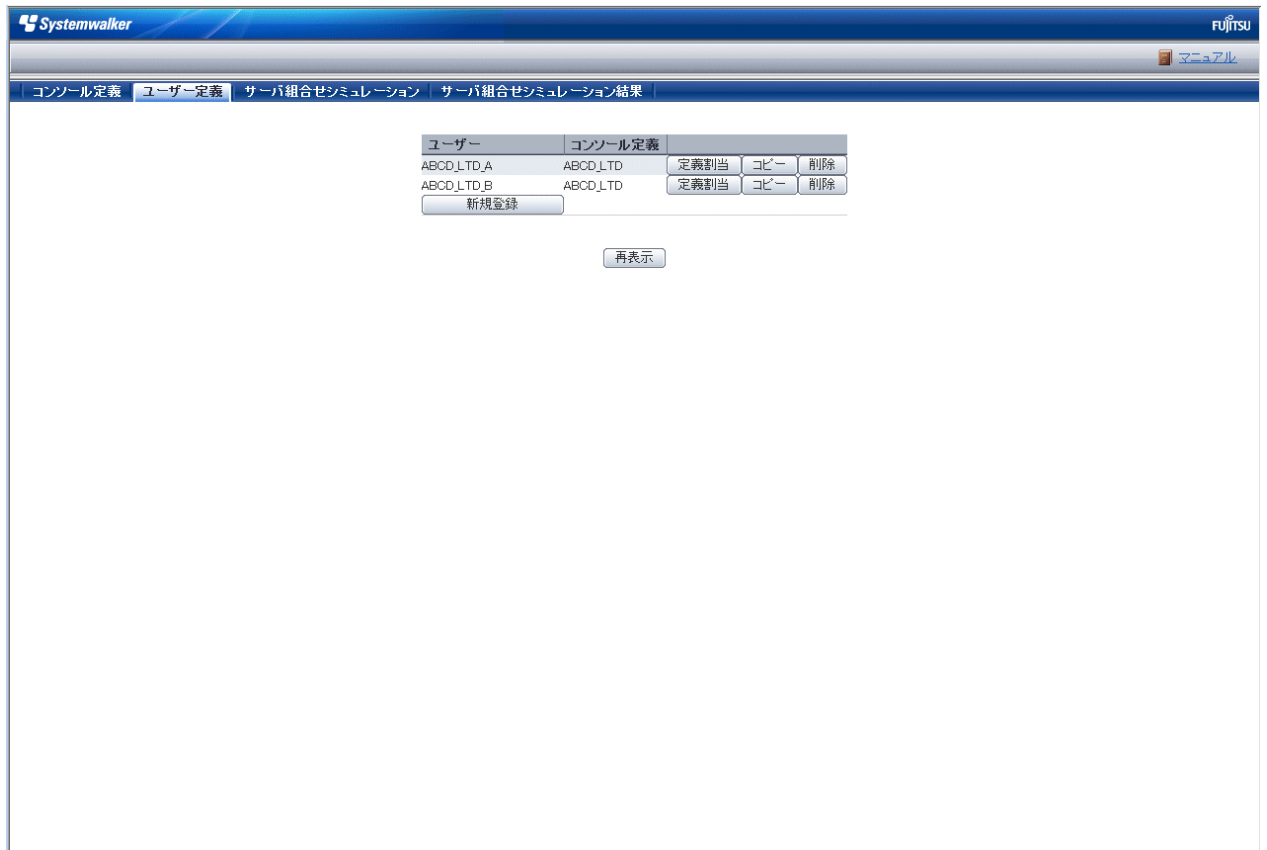 Systemwalker FUJITSU
マニュアル
コンソール定義 ユーザー定義 サーバ組合せシミュレーション サーバ組合せシミュレーション結果
ユーザー コンソール定義
ABCD_LTD_A ABCD_LTD 定義割当 コピー 削除
ABCD_LTD_B ABCD_LTD 定義割当 コピー 削除
新規登録
再表示